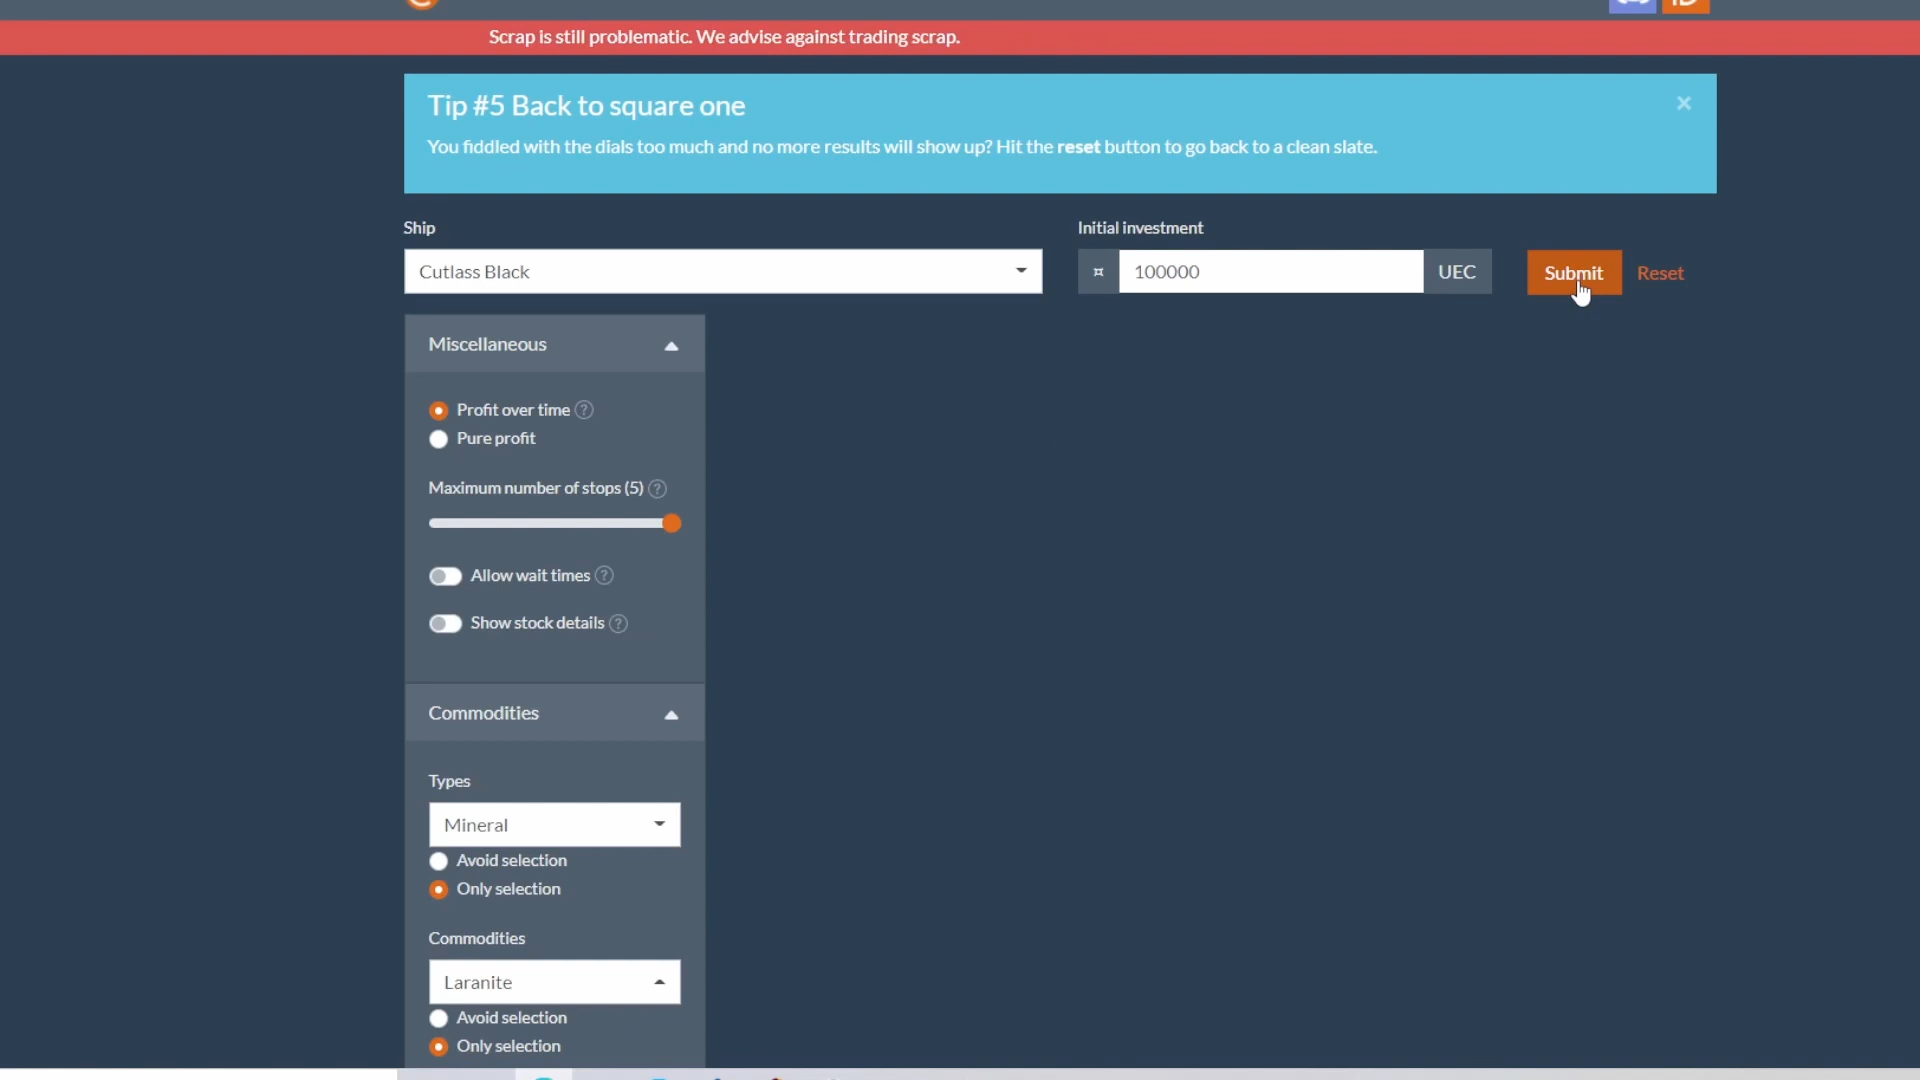 Scrap is still problematic. We advise against trading scrap.
Tip #5 Back to square one
You fiddled with the dials too much and no more results will show up? Hit the reset button to go back to a clean slate.
Ship
Initial investment
Cutlass Black
¤ 100000 UEC
Submit
Reset
Miscellaneous
Profit over time ?
Pure profit
Maximum number of stops (5) ?
Allow wait times ?
Show stock details ?
Commodities
Types
Mineral
Avoid selection
Only selection
Commodities
Laranite
Avoid selection
Only selection